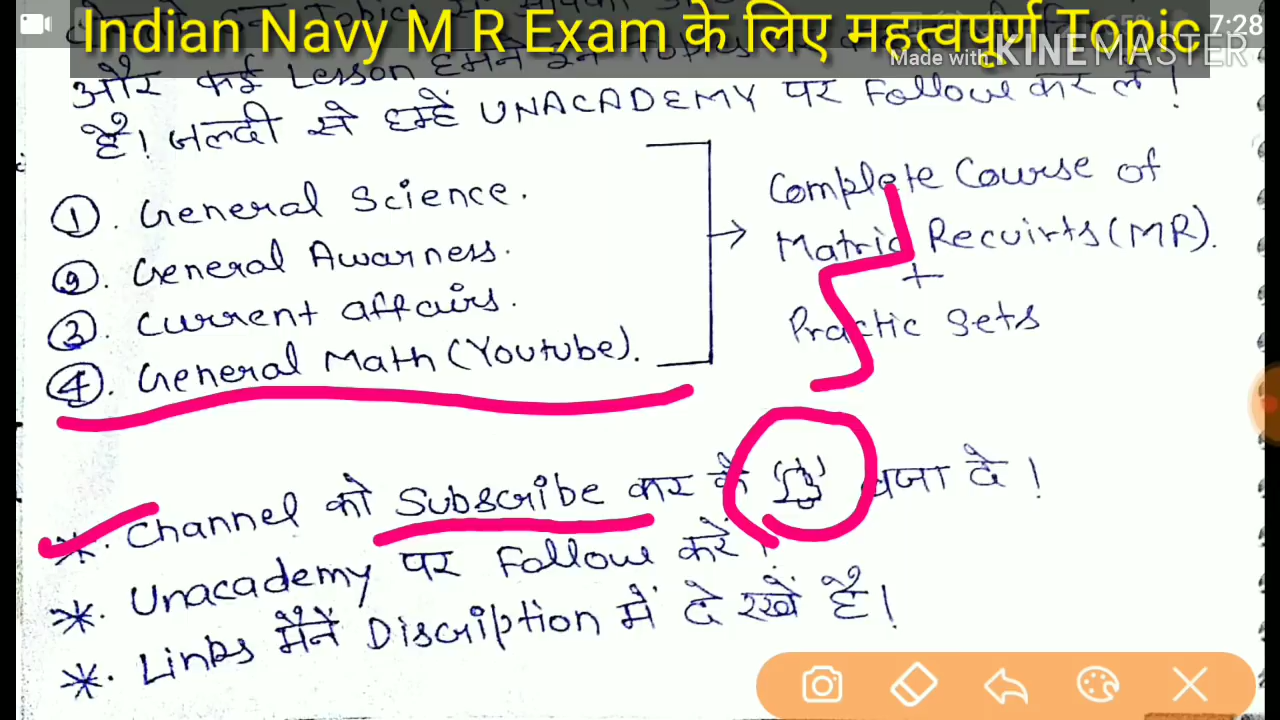 Indian Navy M R Exam के लिए महत्वपूर्ण Topic
7:28
Made with KINEMASTER
और कई Lesson हमने इन Topics
है। जल्दी से हम्हें UNACADEMY पर Follow कर लें।
①. General Science.
②. General Awarness.
③. Current affairs.
④. General Math (Youtube).
Complete Course of
Matric Recuirts (MR).
+
Practic Sets
*. Channel को Subscribe कर के बजा दे।
*. Unacademy पर Follow करें।
*. Links मैंनें Discription में दे रखें है।